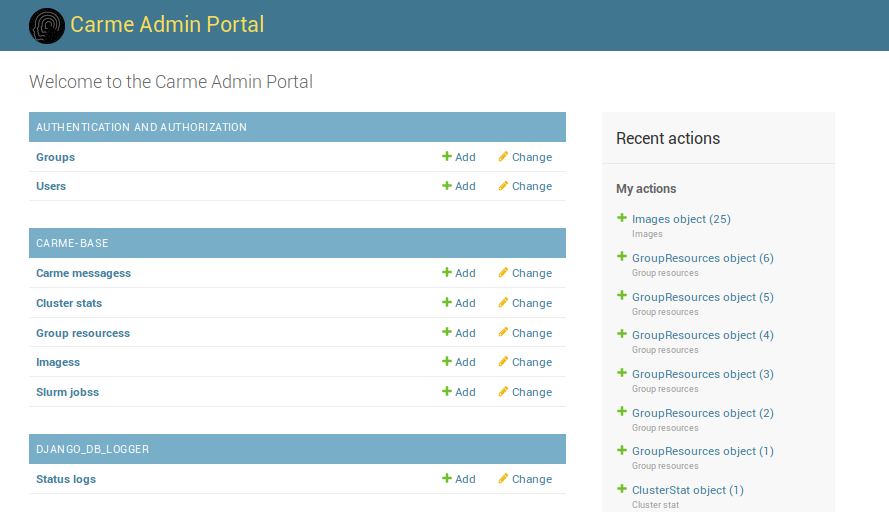 Carme Admin Portal
Welcome to the Carme Admin Portal
AUTHENTICATION AND AUTHORIZATION
Groups Add Change
Users Add Change
CARME-BASE
Carme messagess Add Change
Cluster stats Add Change
Group resourcess Add Change
Imagess Add Change
Slurm jobss Add Change
DJANGO_DB_LOGGER
Status logs Add Change
Recent actions
My actions
Images object (25)
Images
GroupResources object (6)
Group resources
GroupResources object (5)
Group resources
GroupResources object (4)
Group resources
GroupResources object (3)
Group resources
GroupResources object (2)
Group resources
GroupResources object (1)
Group resources
ClusterStat object (1)
Cluster stat